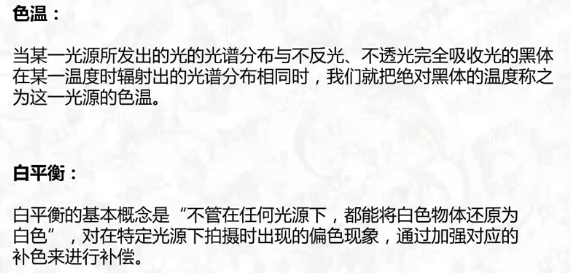 色温：
当某一光源所发出的光的光谱分布与不反光、不透光完全吸收光的黑体
在某一温度时辐射出的光谱分布相同时，我们就把绝对黑体的温度称之
为这一光源的色温。
白平衡：
白平衡的基本概念是“不管在任何光源下，都能将白色物体还原为
白色”，对在特定光源下拍摄时出现的偏色现象，通过加强对应的
补色来进行补偿。